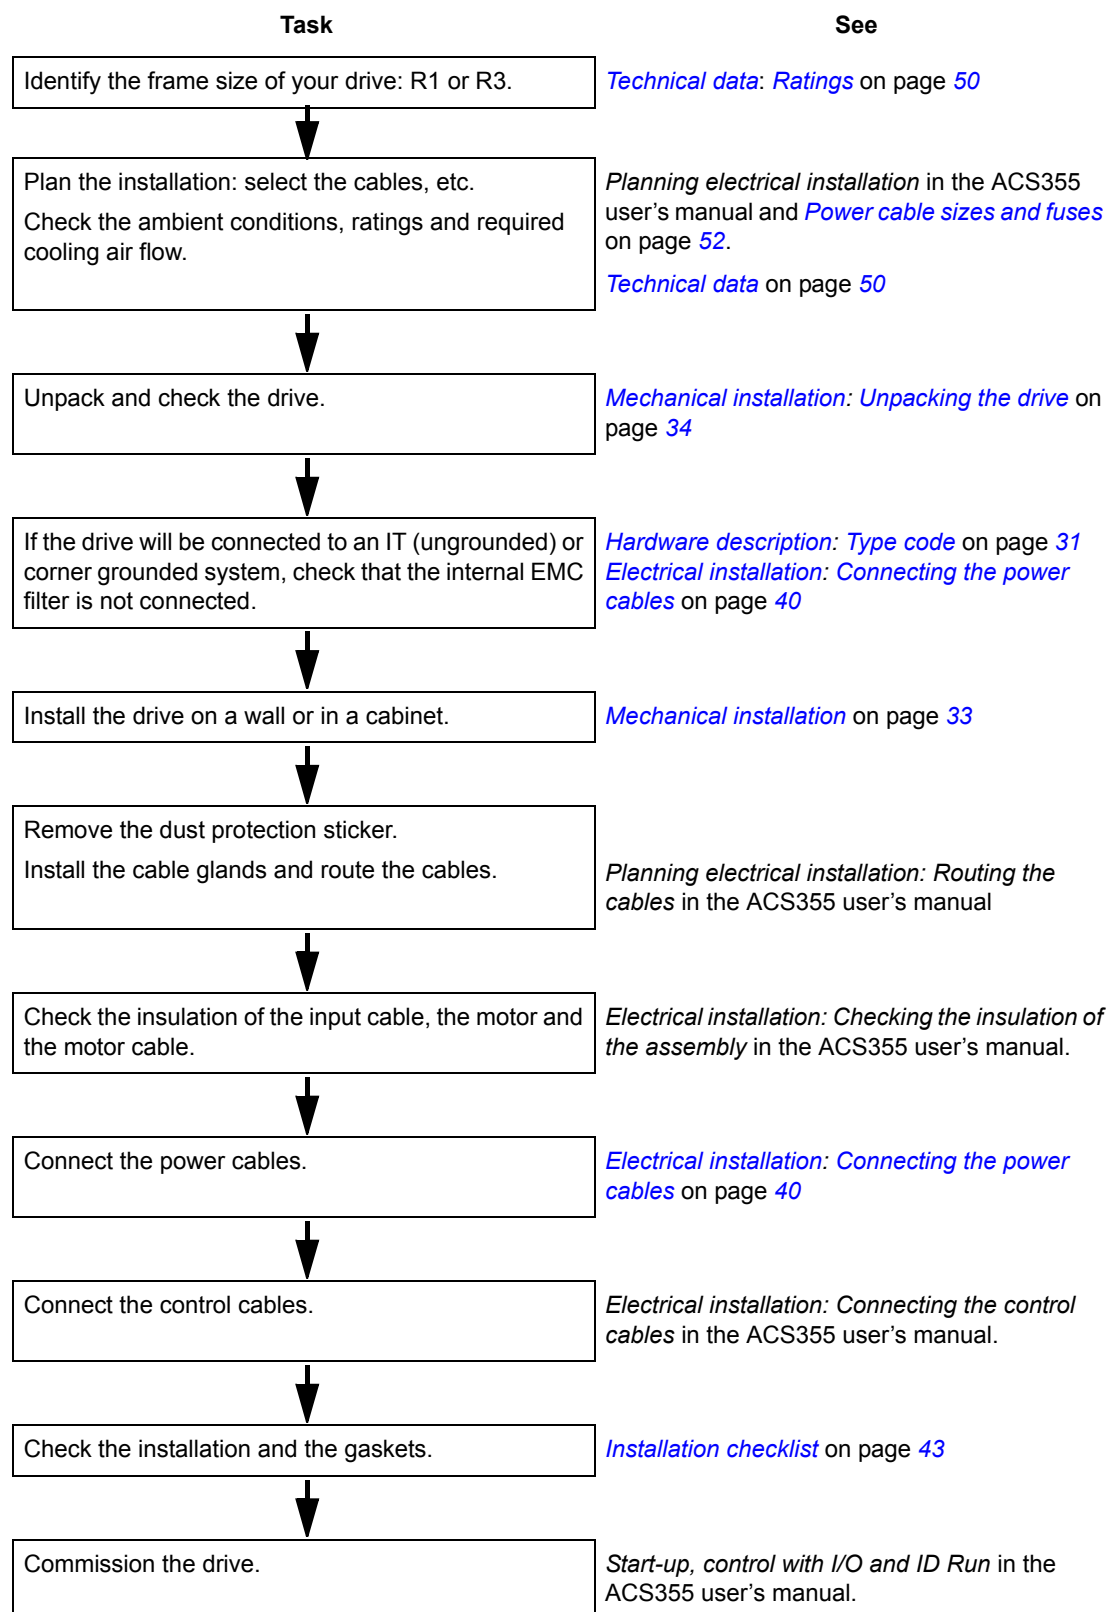 Task
See
Identify the frame size of your drive: R1 or R3.
Technical data: Ratings on page 50
Plan the installation: select the cables, etc.
Check the ambient conditions, ratings and required
cooling air flow.
Planning electrical installation in the ACS355
user's manual and Power cable sizes and fuses
on page 52.
Technical data on page 50
Unpack and check the drive.
Mechanical installation: Unpacking the drive on
page 34
If the drive will be connected to an IT (ungrounded) or
corner grounded system, check that the internal EMC
filter is not connected.
Hardware description: Type code on page 31
Electrical installation: Connecting the power
cables on page 40
Install the drive on a wall or in a cabinet.
Mechanical installation on page 33
Remove the dust protection sticker.
Install the cable glands and route the cables.
Planning electrical installation: Routing the
cables in the ACS355 user's manual
Check the insulation of the input cable, the motor and
the motor cable.
Electrical installation: Checking the insulation of
the assembly in the ACS355 user's manual.
Connect the power cables.
Electrical installation: Connecting the power
cables on page 40
Connect the control cables.
Electrical installation: Connecting the control
cables in the ACS355 user's manual.
Check the installation and the gaskets.
Installation checklist on page 43
Commission the drive.
Start-up, control with I/O and ID Run in the
ACS355 user's manual.